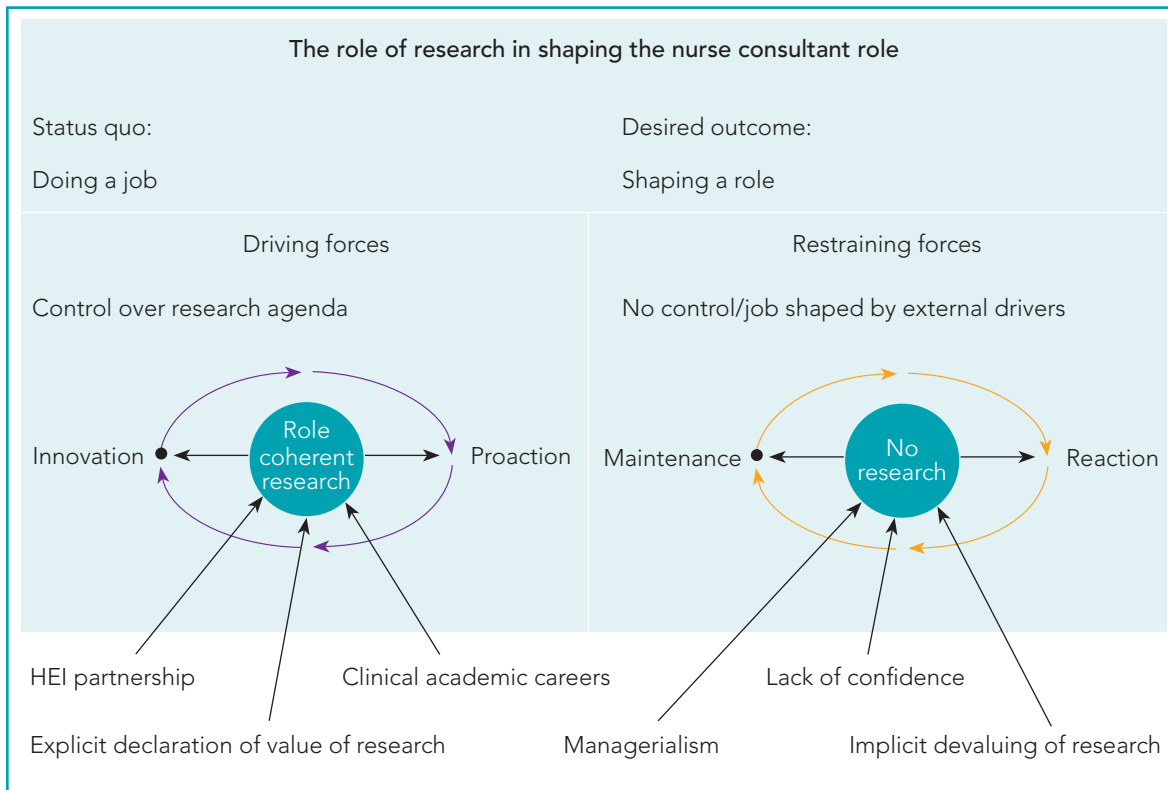 The role of research in shaping the nurse consultant role
Status quo:
Desired outcome:
Doing a job
Shaping a role
Driving forces
Restraining forces
Control over research agenda
No control/job shaped by external drivers
Innovation
Role
coherent
research
Proaction
Maintenance
No
research
Reaction
HEI partnership
Clinical academic careers
Lack of confidence
Explicit declaration of value of research
Managerialism
Implicit devaluing of research